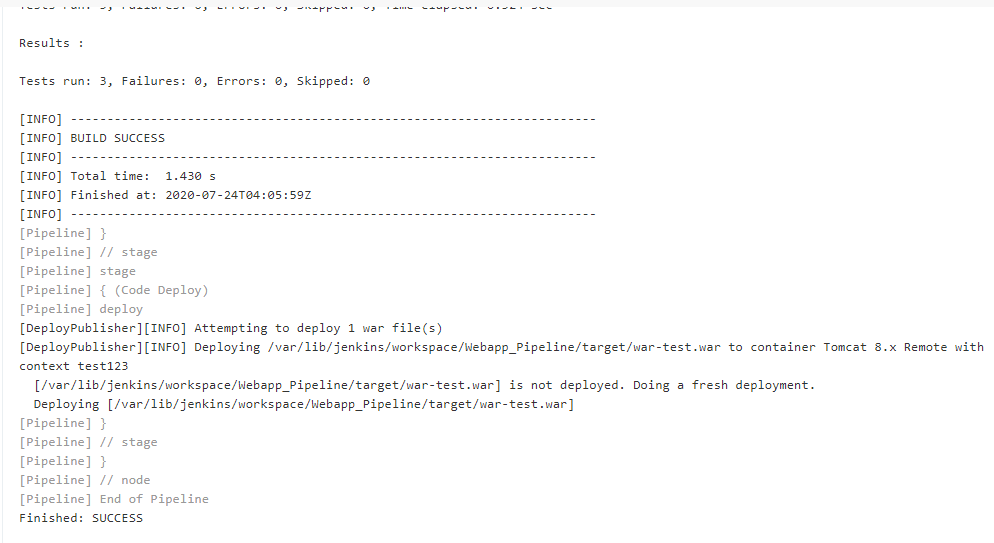 Results :
Tests run: 3, Failures: 0, Errors: 0, Skipped: 0
[INFO] ------------------------------------------------------------------------
[INFO] BUILD SUCCESS
[INFO] ------------------------------------------------------------------------
[INFO] Total time:  1.430 s
[INFO] Finished at: 2020-07-24T04:05:59Z
[INFO] ------------------------------------------------------------------------
[Pipeline] }
[Pipeline] // stage
[Pipeline] stage
[Pipeline] { (Code Deploy)
[Pipeline] deploy
[DeployPublisher][INFO] Attempting to deploy 1 war file(s)
[DeployPublisher][INFO] Deploying /var/lib/jenkins/workspace/Webapp_Pipeline/target/war-test.war to container Tomcat 8.x Remote with
context test123
  [/var/lib/jenkins/workspace/Webapp_Pipeline/target/war-test.war] is not deployed. Doing a fresh deployment.
  Deploying [/var/lib/jenkins/workspace/Webapp_Pipeline/target/war-test.war]
[Pipeline] }
[Pipeline] // stage
[Pipeline] }
[Pipeline] // node
[Pipeline] End of Pipeline
Finished: SUCCESS